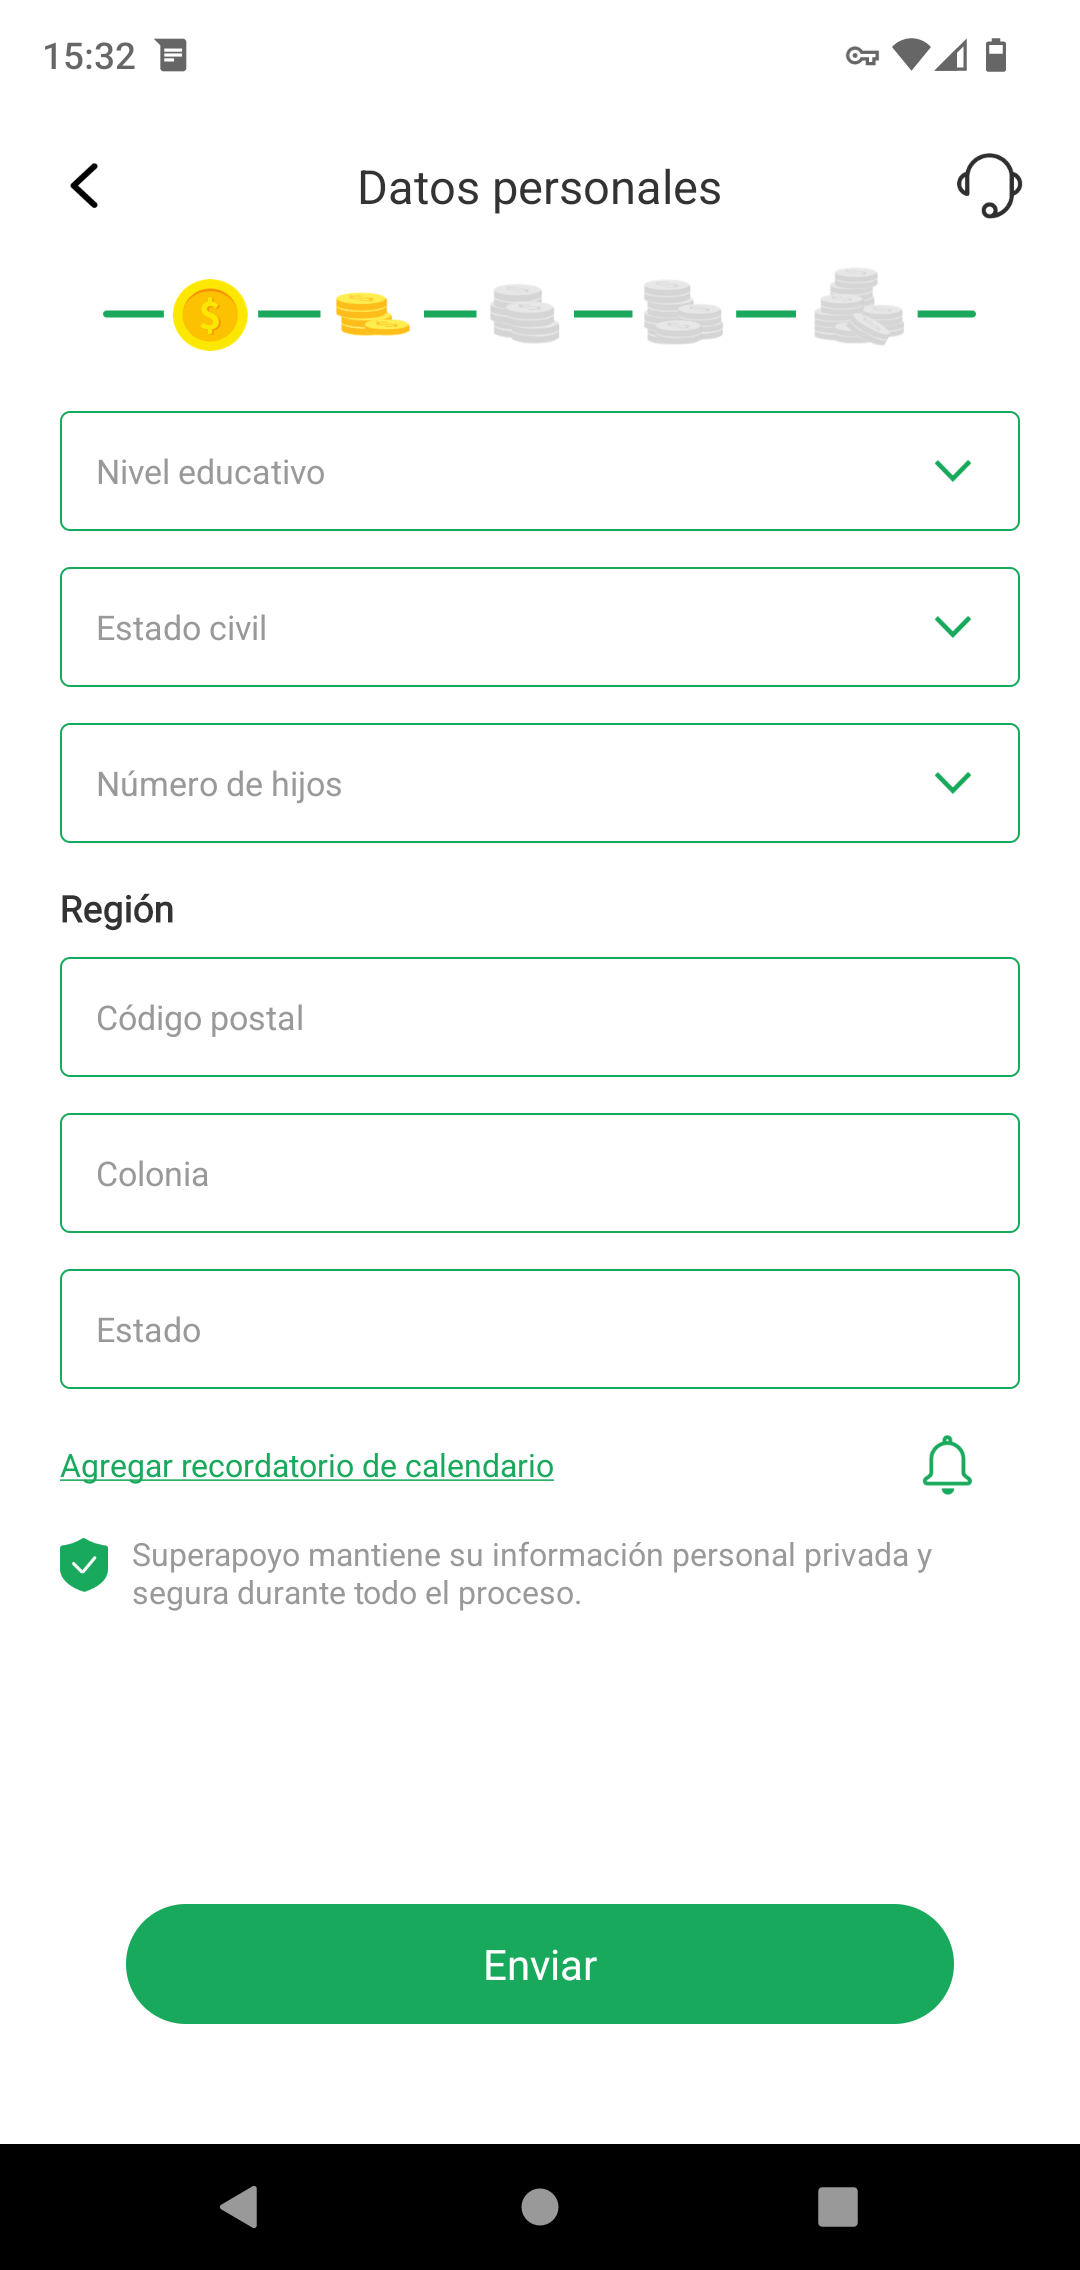 15:32
Datos personales
Nivel educativo
Estado civil
Número de hijos
Región
Código postal
Colonia
Estado
Agregar recordatorio de calendario
Superapoyo mantiene su información personal privada y
segura durante todo el proceso.
Enviar